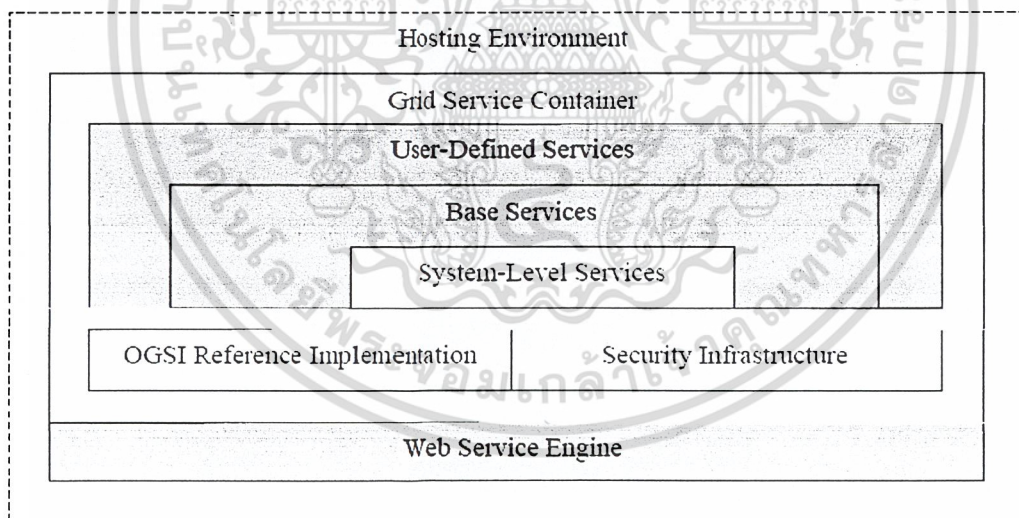 Hosting Environment
Grid Service Container
User-Defined Services
Base Services
System-Level Services
OGSI Reference Implementation
Security Infrastructure
Web Service Engine